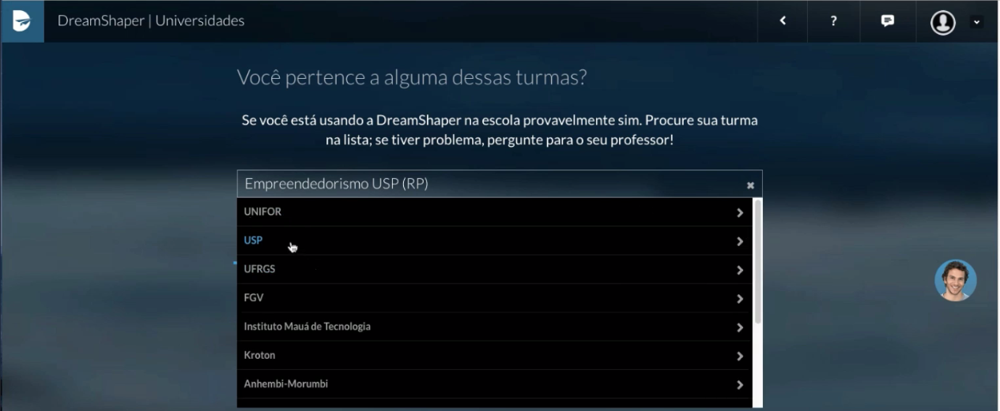 DreamShaper | Universidades
?
Você pertence a alguma dessas turmas?
Se você está usando a DreamShaper na escola provavelmente sim. Procure sua turma
na lista; se tiver problema, pergunte para o seu professor!
Empreendedorismo USP (RP)
UNIFOR
USP
UFRGS
FGV
Instituto Mauá de Tecnologia
Kroton
Anhembi-Morumbi